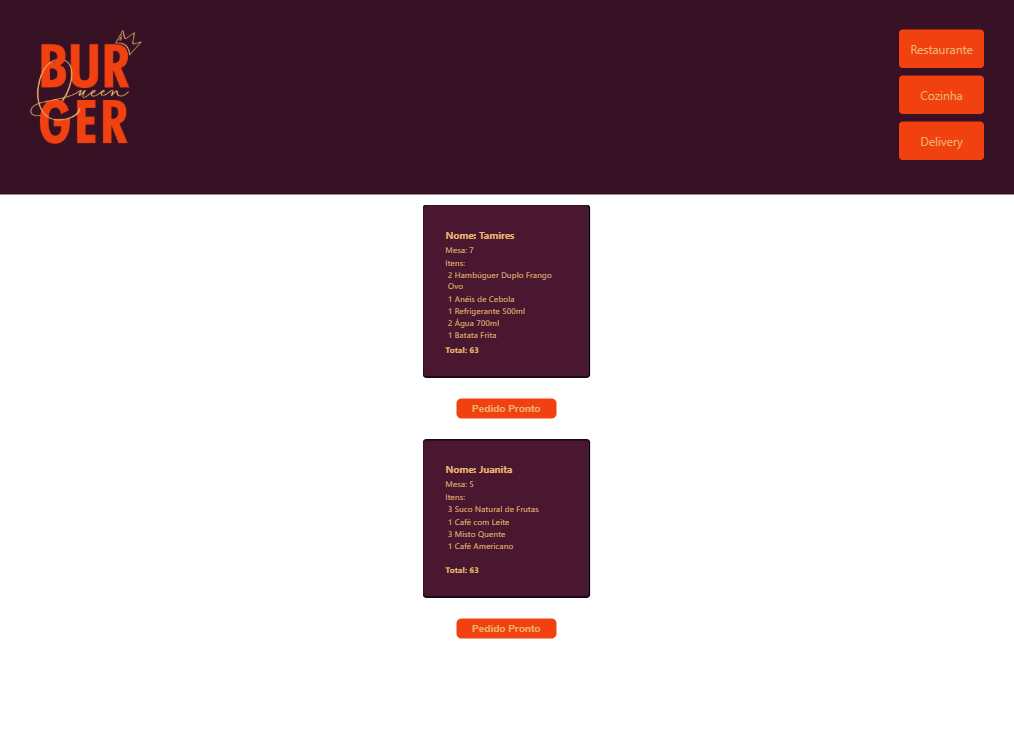 BUR
Queen
GER
Restaurante
Cozinha
Delivery
Nome: Tamires
Mesa: 7
Itens:
2 Hambúguer Duplo Frango
Ovo
1 Anéis de Cebola
1 Refrigerante 500ml
2 Água 700ml
1 Batata Frita
Total: 63
Pedido Pronto
Nome: Juanita
Mesa: 5
Itens:
3 Suco Natural de Frutas
1 Café com Leite
3 Misto Quente
1 Café Americano
Total: 63
Pedido Pronto